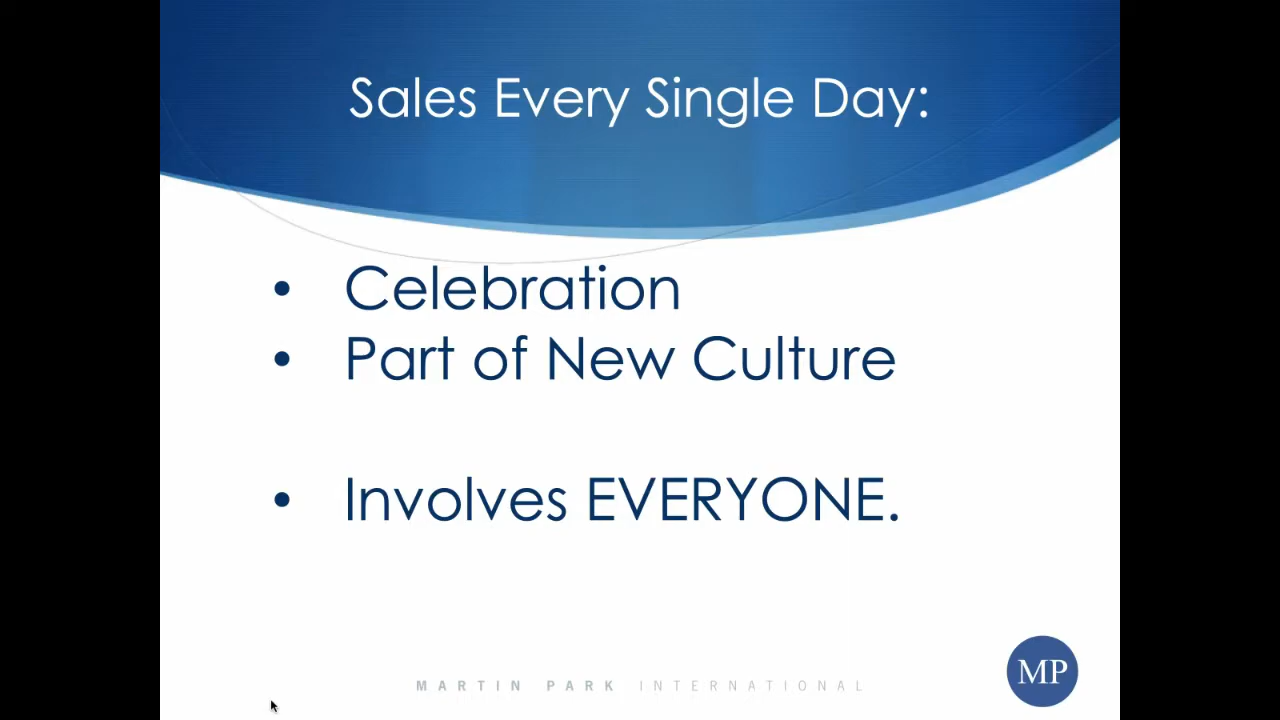 Sales Every Single Day:
• Celebration
• Part of New Culture
• Involves EVERYONE.
MARTIN PARK INTERNATIONAL
MP